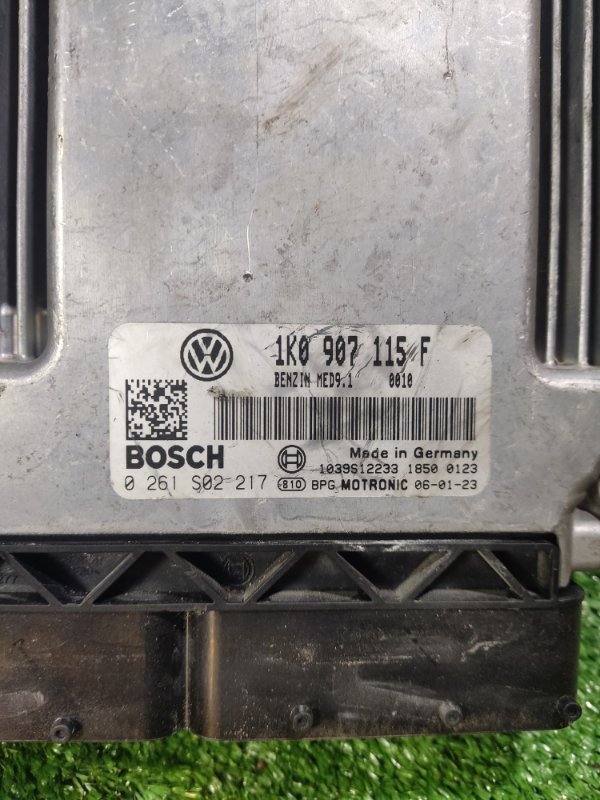 1K0 907 115 F
BENZIN MED9.1 0010
BOSCH
Made in Germany
1039S12233 1850 0123
0 261 S02 217 810 BPG MOTRONIC 06-01-23